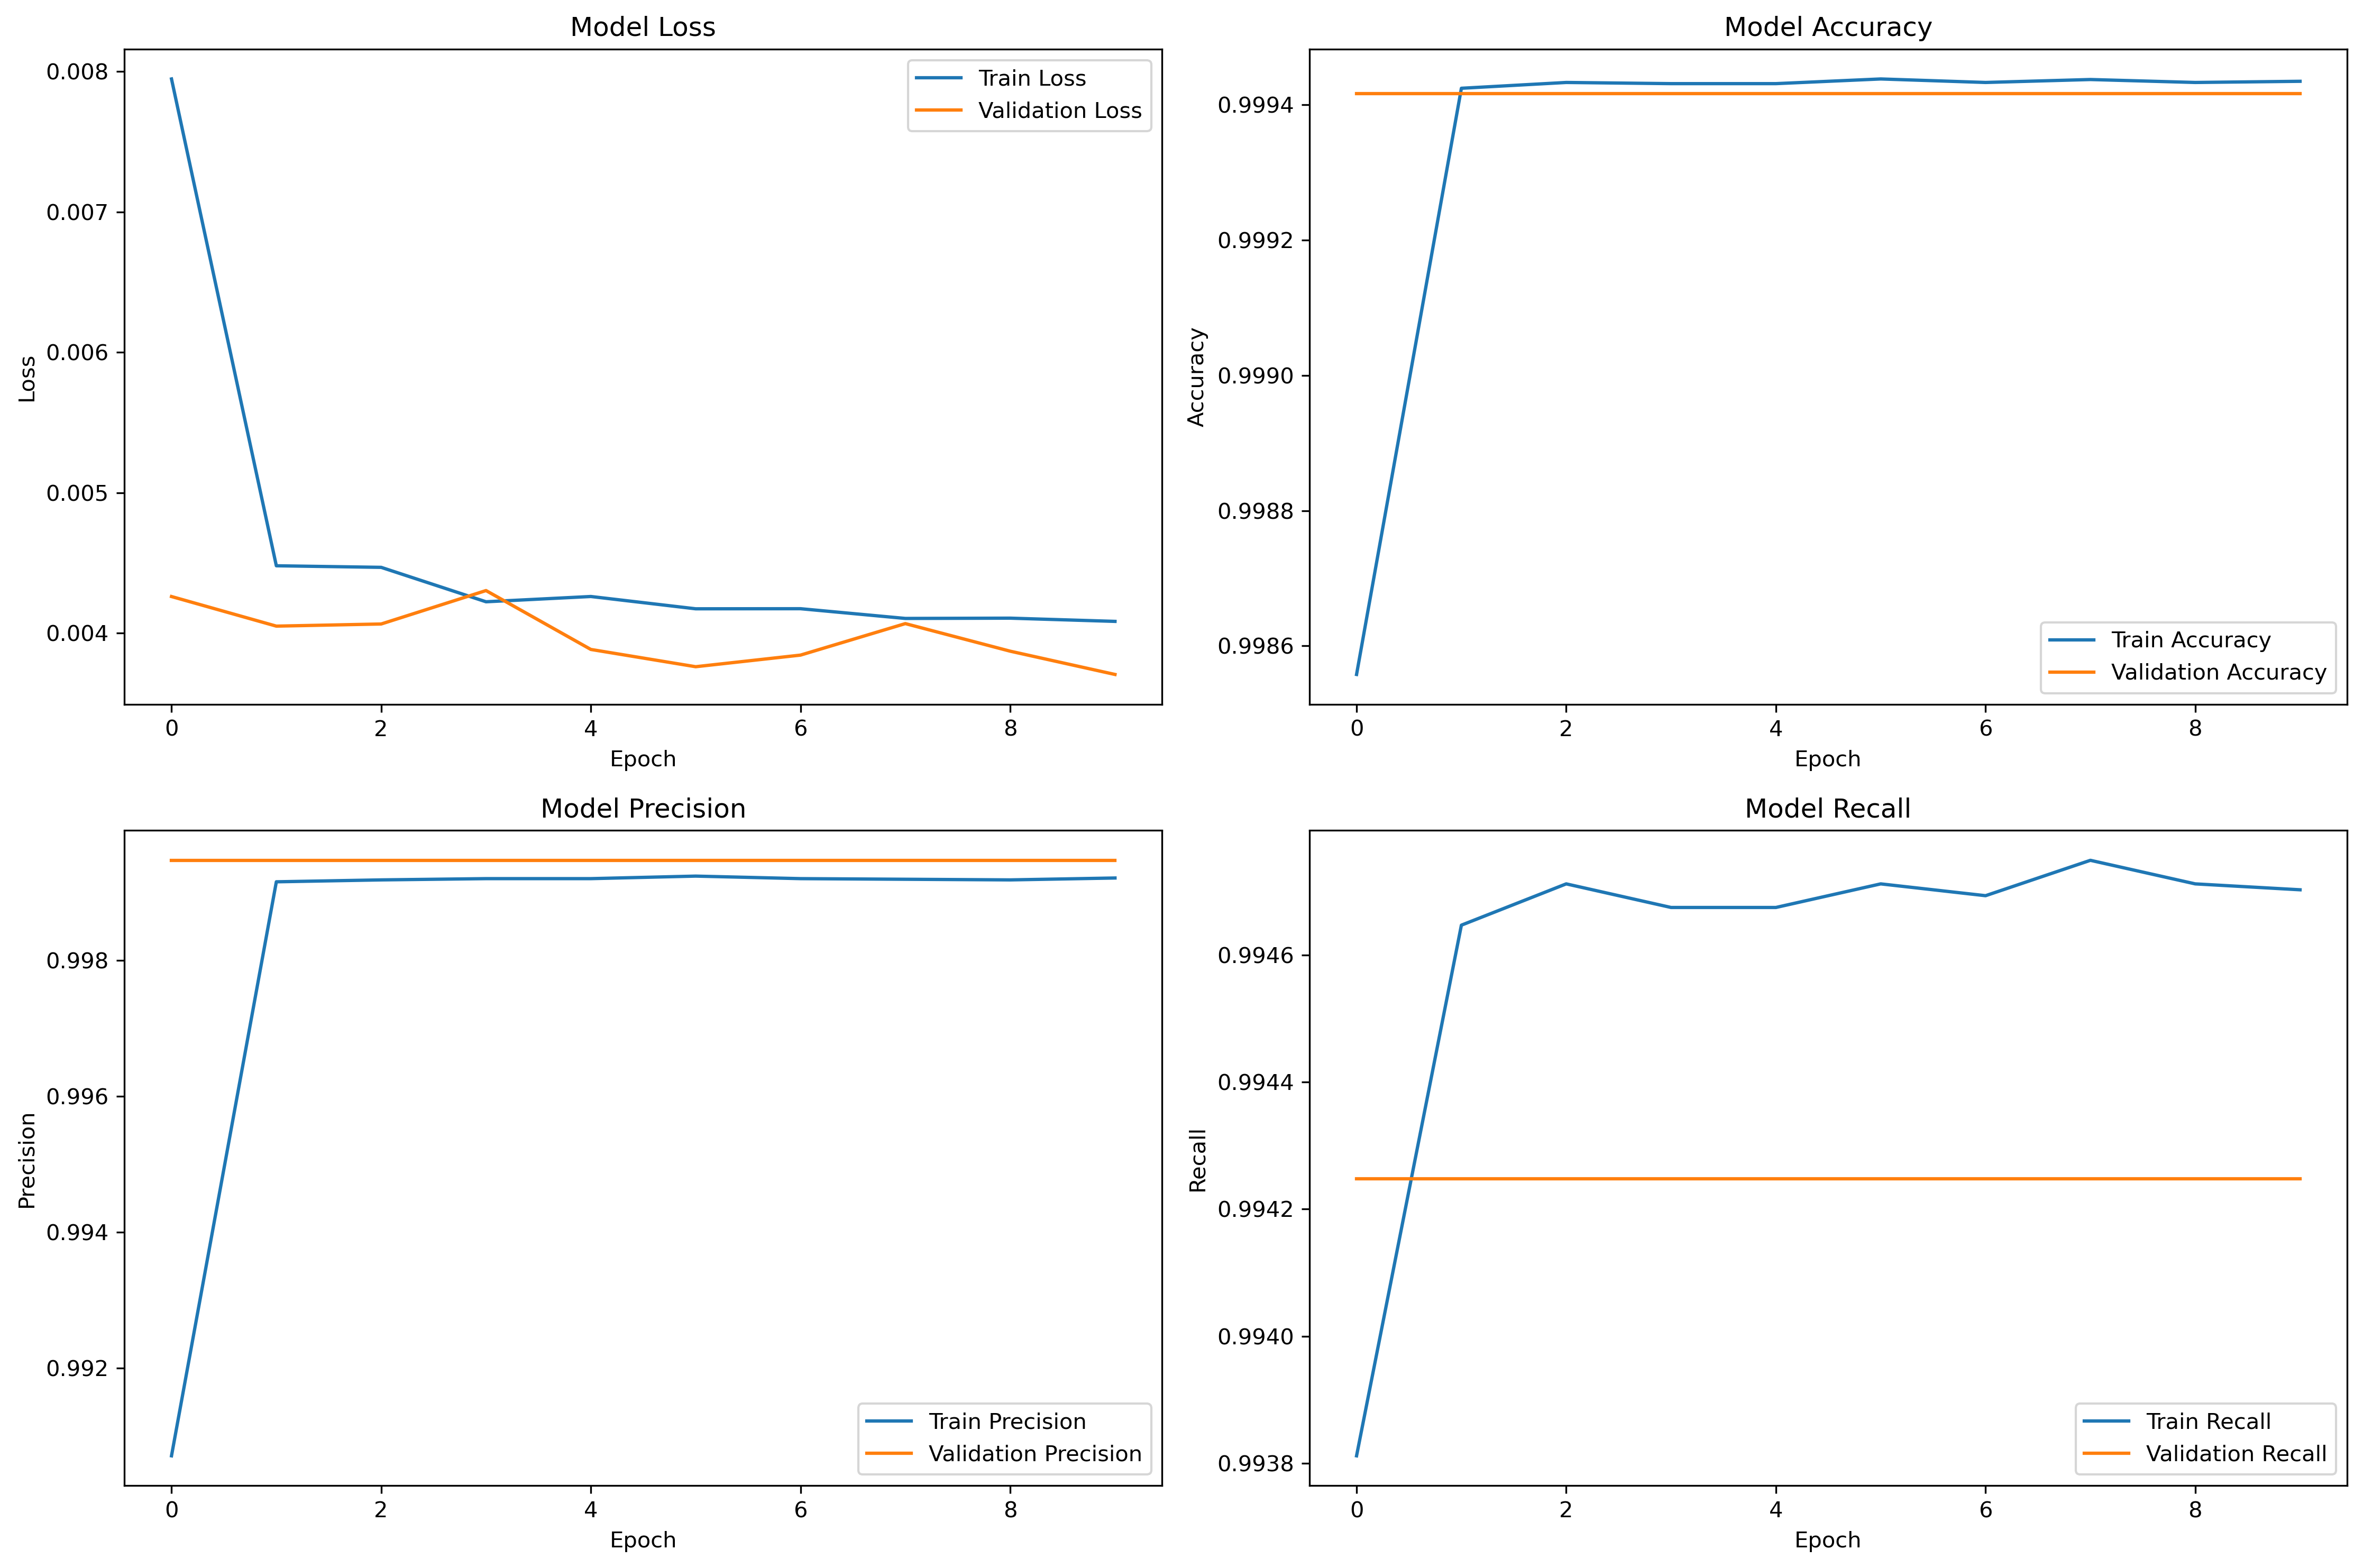 Model Loss
0.008
0.007
0.006
0.005
0.004
Loss
Train Loss
Validation Loss
0 2 4 6 8
Epoch
Model Accuracy
0.9994
0.9992
0.9990
0.9988
0.9986
Accuracy
Train Accuracy
Validation Accuracy
0 2 4 6 8
Epoch
Model Precision
0.998
0.996
0.994
0.992
Precision
Train Precision
Validation Precision
0 2 4 6 8
Epoch
Model Recall
0.9946
0.9944
0.9942
0.9940
0.9938
Recall
Train Recall
Validation Recall
0 2 4 6 8
Epoch